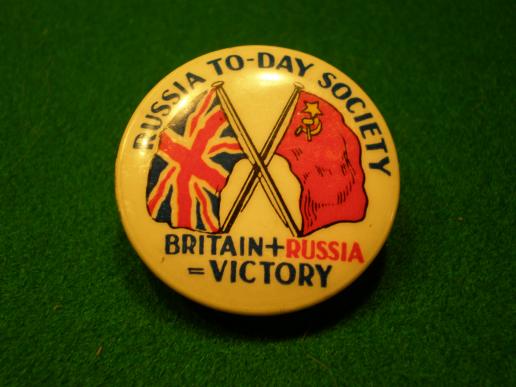 RUSSIA TO-DAY SOCIETY
BRITAIN+RUSSIA
=VICTORY